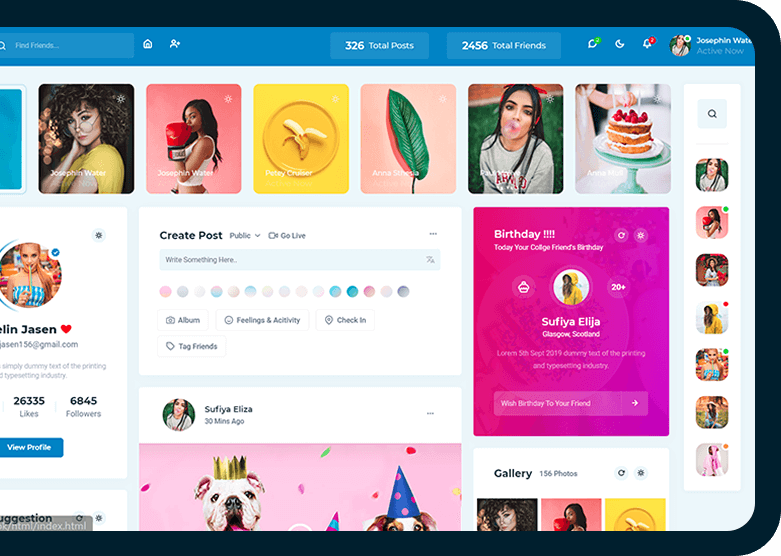 Find Friends...
326 Total Posts
2456 Total Friends
2
2
Josephin Wate
Active Now
Josephin Water
Josephin Water
Petey Cruiser
Anna Sthesia
Anna Mull
Create Post
Public
Go Live
Write Something Here..
Album
Feelings & Acitivity
Check In
Tag Friends
Birthday !!!!
Today Your Collge Friend's Birthday
20+
Sufiya Elija
Glasgow, Scotland
Lorem 5th Sept 2019 dummy text of the printing
and typesetting industry.
Wish Birthday To Your Friend
elin Jasen
jasen156@gmail.com
simply dummy text of the printing
nd typesetting industry.
26335
Likes
6845
Followers
View Profile
Sufiya Eliza
30 Mins Ago
Gallery 156 Photos
uggestion
ok/html/index.html